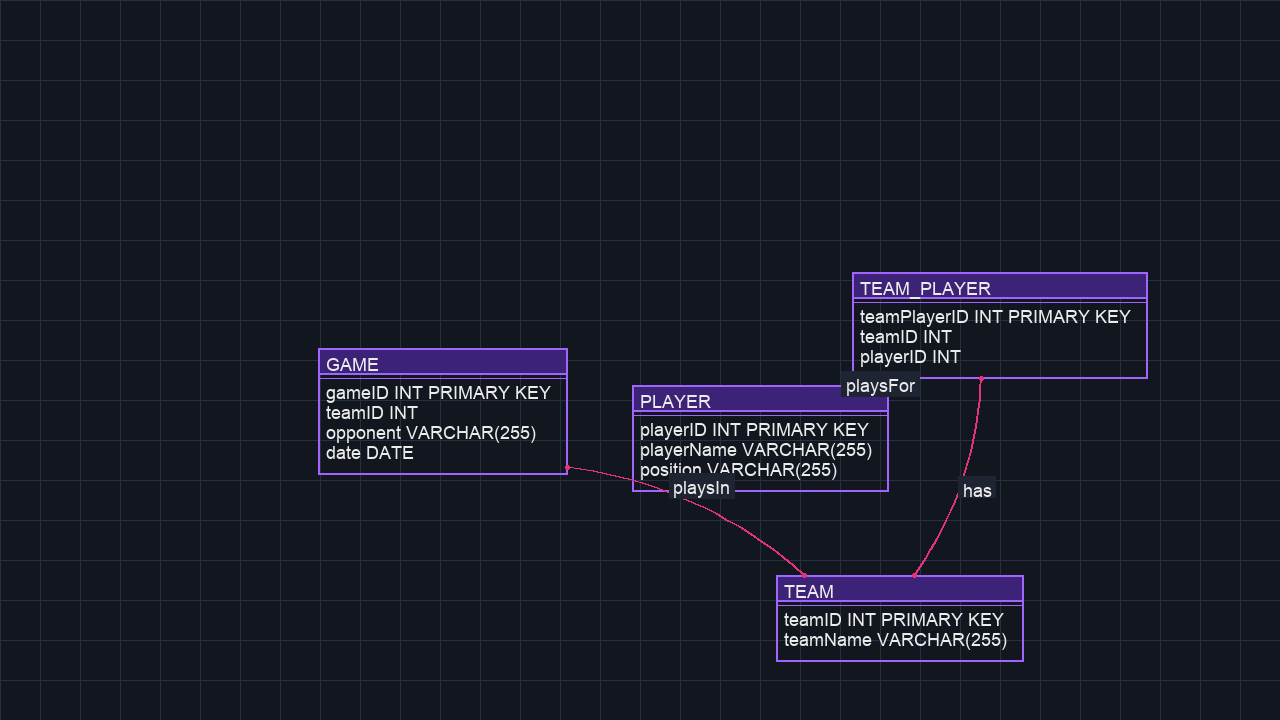 TEAM_PLAYER
teamPlayerID INT PRIMARY KEY
teamID INT
playerID INT
GAME
gameID INT PRIMARY KEY
teamID INT
opponent VARCHAR(255)
date DATE
playsFor
PLAYER
playerID INT PRIMARY KEY
playerName VARCHAR(255)
position VARCHAR(255)
playsIn
has
TEAM
teamID INT PRIMARY KEY
teamName VARCHAR(255)